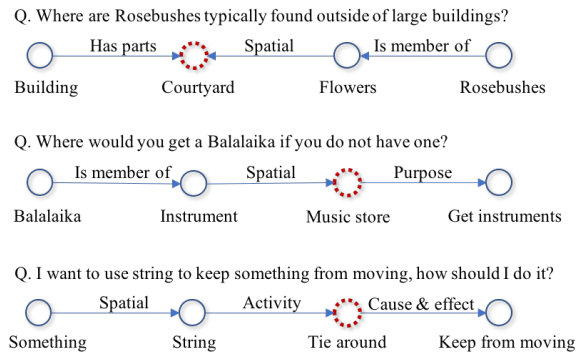 Q. Where are Rosebushes typically found outside of large buildings?
Has parts Spatial Is member of
Building Courtyard Flowers Rosebushes
Q. Where would you get a Balalaika if you do not have one?
Is member of Spatial Purpose
Balalaika Instrument Music store Get instruments
Q. I want to use string to keep something from moving, how should I do it?
Spatial Activity Cause & effect
Something String Tie around Keep from moving